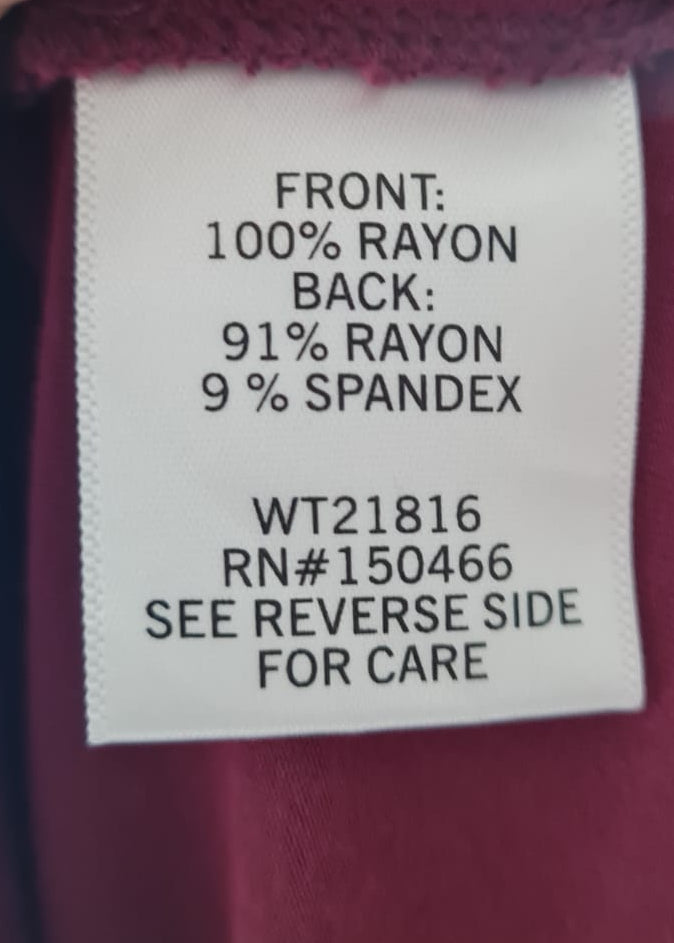 FRONT:
100% RAYON
BACK:
91% RAYON
9 % SPANDEX
WT21816
RN#150466
SEE REVERSE SIDE
FOR CARE